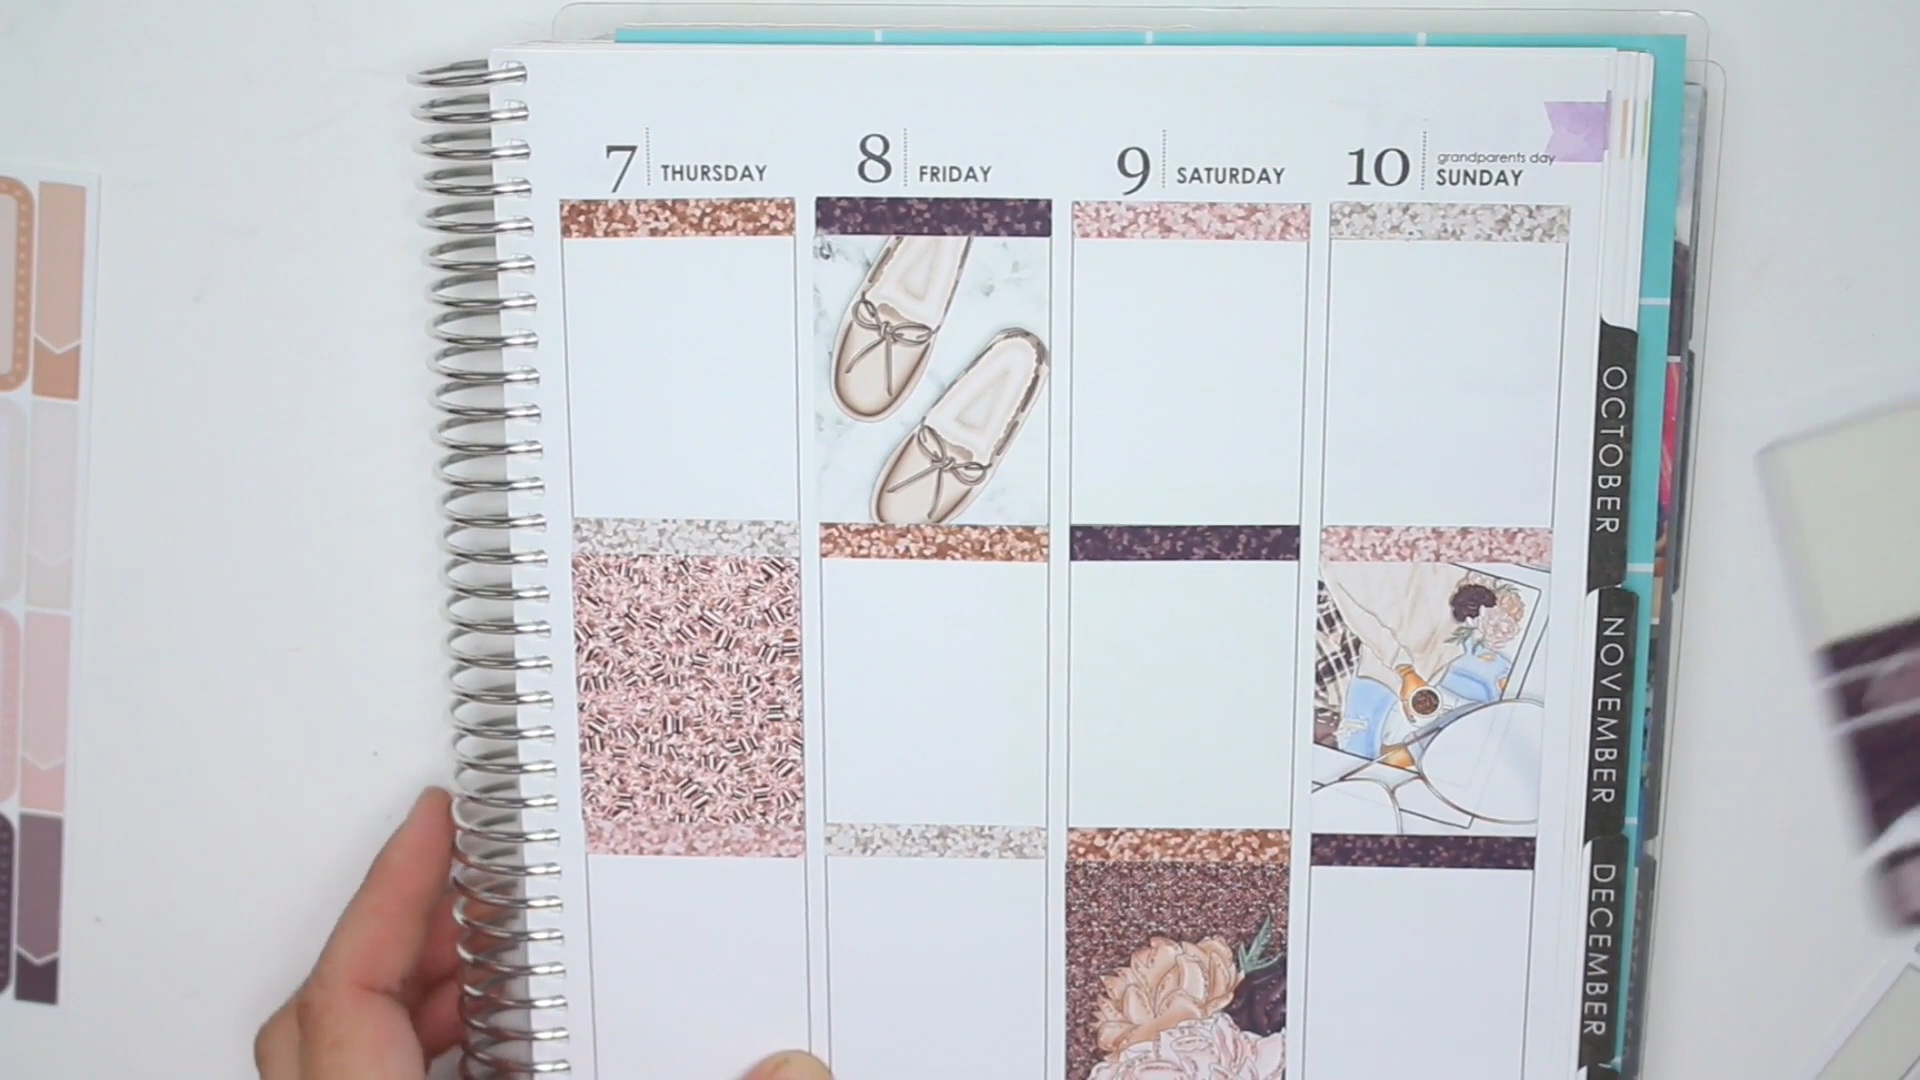 7 THURSDAY
8 FRIDAY
9 SATURDAY
10 grandparents day
SUNDAY
OCTOBER
NOVEMBER
DECEMBER